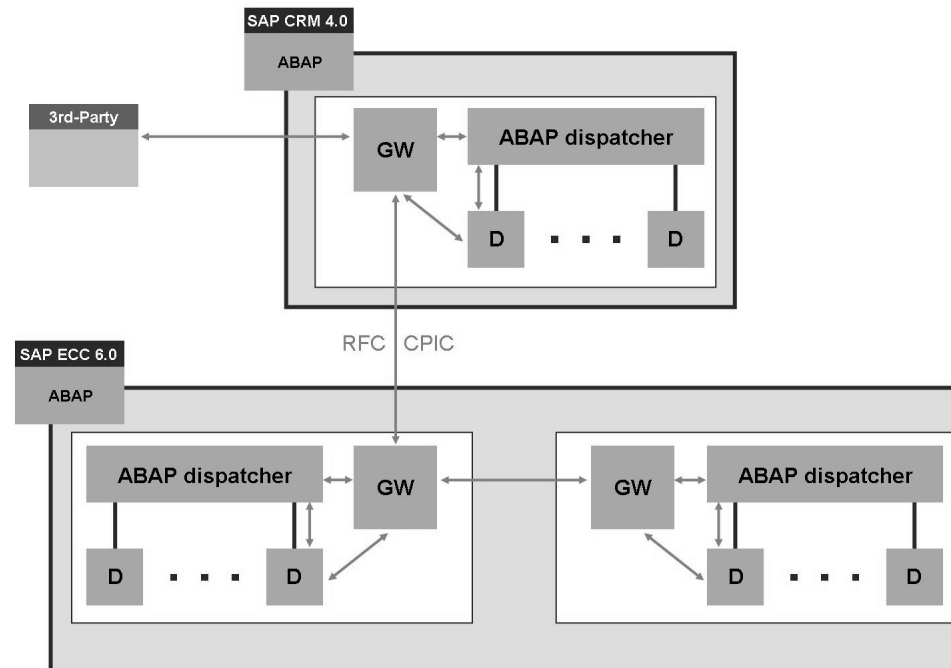 SAP CRM 4.0
ABAP
3rd-Party
GW
ABAP dispatcher
D
D
RFC CPIC
SAP ECC 6.0
ABAP
ABAP dispatcher
GW
GW
ABAP dispatcher
D
D
D
D